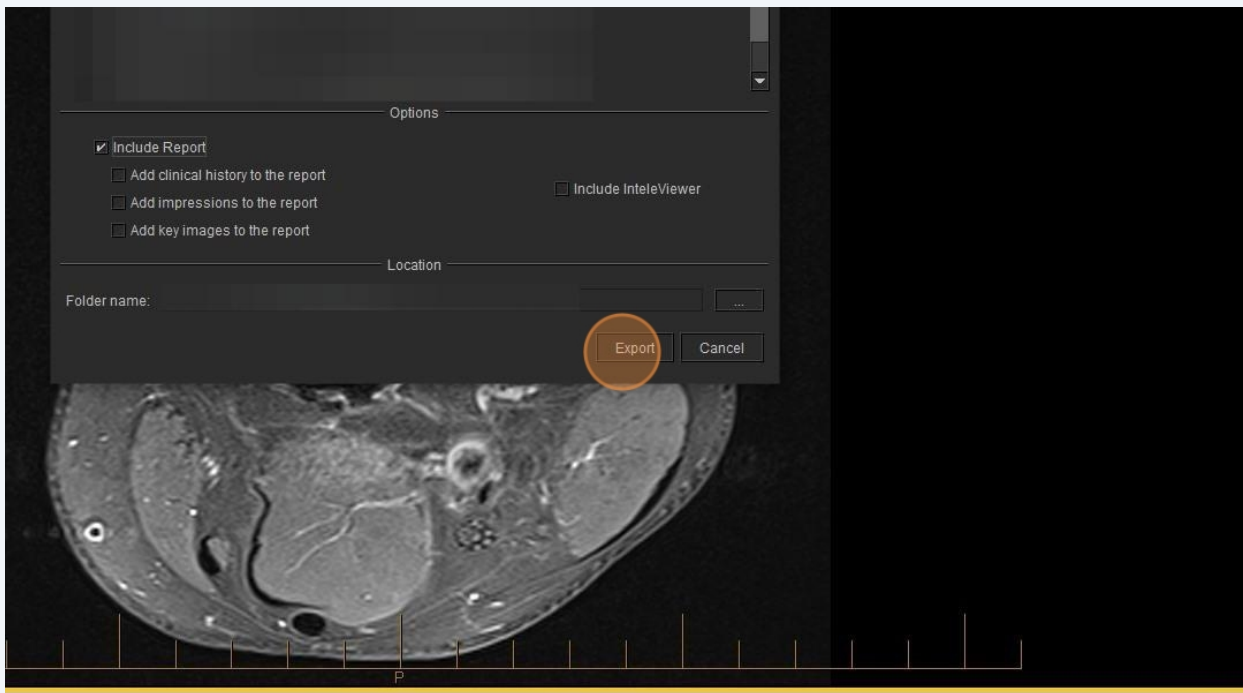 Options
Include Report
Add clinical history to the report
Include InteleViewer
Add impressions to the report
Add key images to the report
Location
Folder name:
...
Export Cancel
P